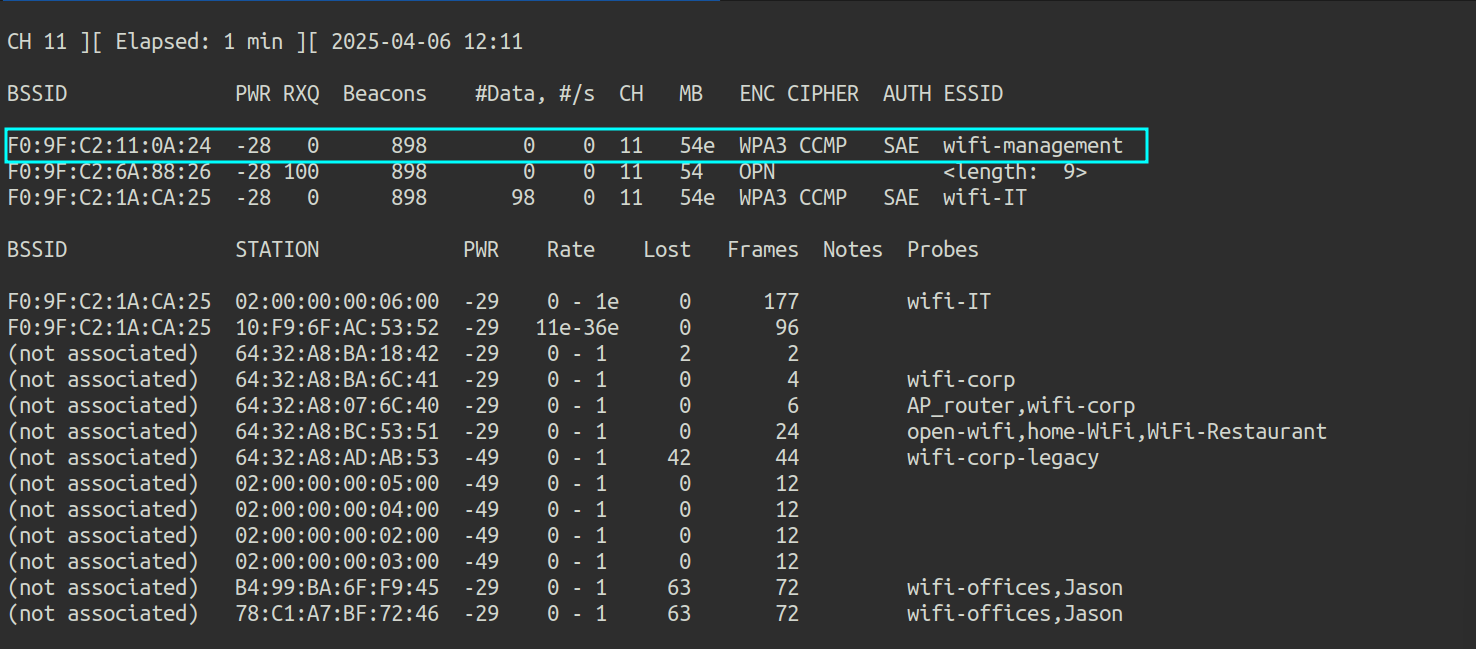 CH 11 ][ Elapsed: 1 min ][ 2025-04-06 12:11
BSSID PWR RXQ Beacons #Data, #/s CH MB ENC CIPHER AUTH ESSID
F0:9F:C2:11:0A:24 -28 0 898 0 0 11 54e WPA3 CCMP SAE wifi-management
F0:9F:C2:6A:88:26 -28 100 898 0 0 11 54 OPN <length: 9>
F0:9F:C2:1A:CA:25 -28 0 898 98 0 11 54e WPA3 CCMP SAE wifi-IT
BSSID STATION PWR Rate Lost Frames Notes Probes
F0:9F:C2:1A:CA:25 02:00:00:00:06:00 -29 0 - 1e 0 177 wifi-IT
F0:9F:C2:1A:CA:25 10:F9:6F:AC:53:52 -29 11e-36e 0 96
(not associated) 64:32:A8:BA:18:42 -29 0 - 1 2 2
(not associated) 64:32:A8:BA:6C:41 -29 0 - 1 0 4 wifi-corp
(not associated) 64:32:A8:07:6C:40 -29 0 - 1 0 6 AP_router,wifi-corp
(not associated) 64:32:A8:BC:53:51 -29 0 - 1 0 24 open-wifi,home-WiFi,WiFi-Restaurant
(not associated) 64:32:A8:AD:AB:53 -49 0 - 1 42 44 wifi-corp-legacy
(not associated) 02:00:00:00:05:00 -49 0 - 1 0 12
(not associated) 02:00:00:00:04:00 -49 0 - 1 0 12
(not associated) 02:00:00:00:02:00 -49 0 - 1 0 12
(not associated) 02:00:00:00:03:00 -49 0 - 1 0 12
(not associated) B4:99:BA:6F:F9:45 -29 0 - 1 63 72 wifi-offices,Jason
(not associated) 78:C1:A7:BF:72:46 -29 0 - 1 63 72 wifi-offices,Jason